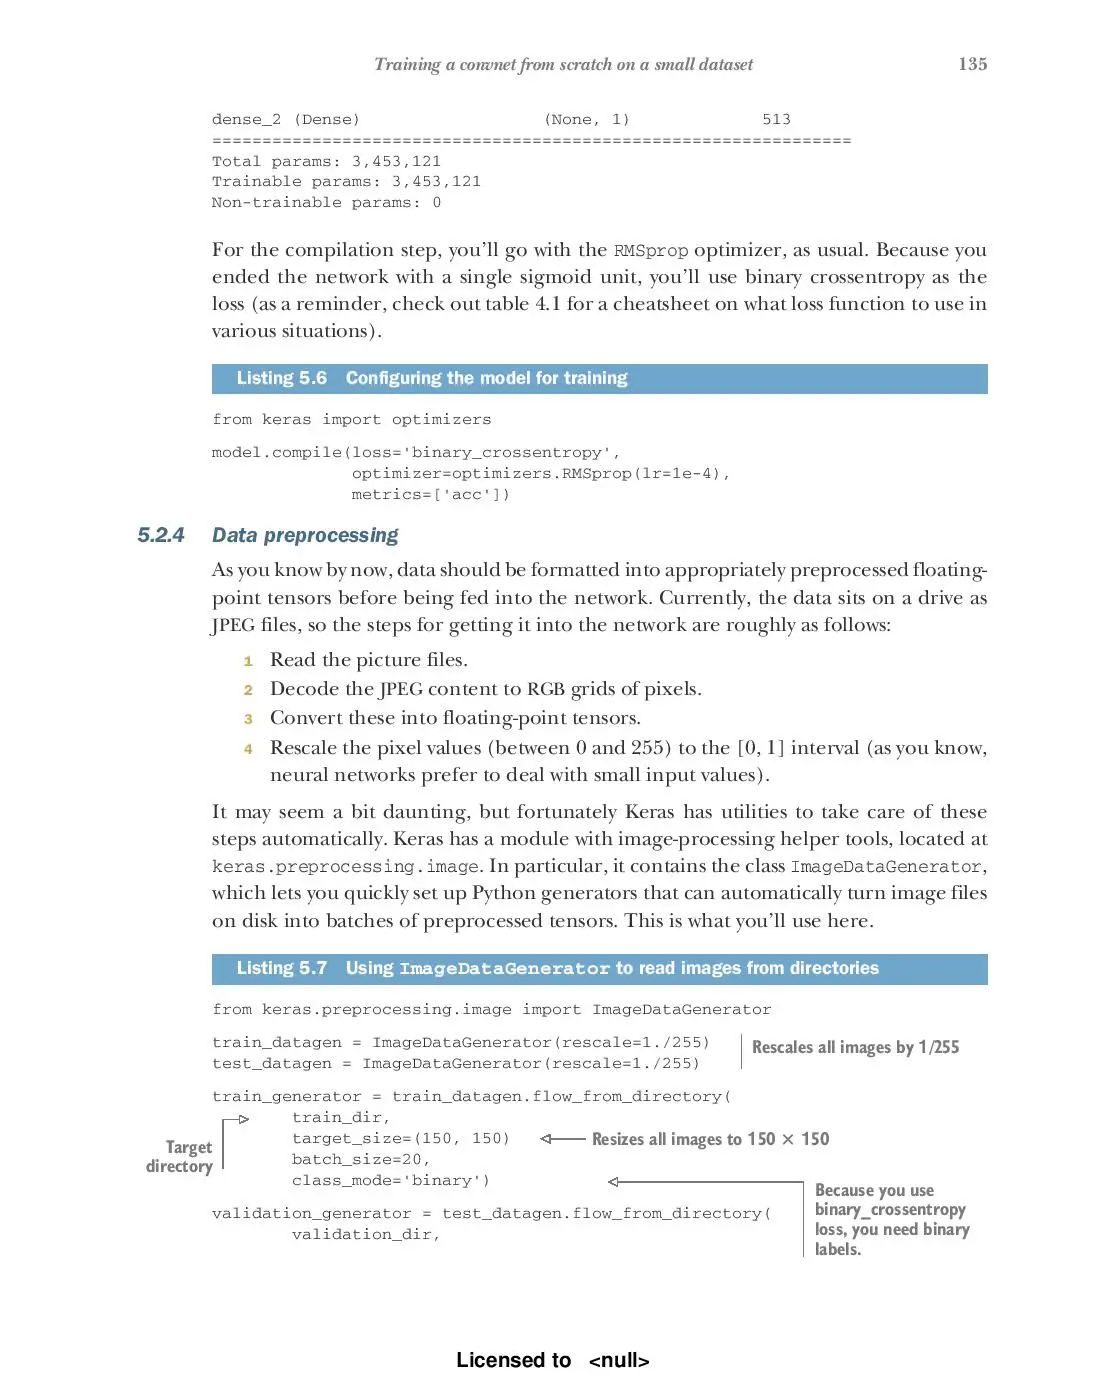 Training a convnet from scratch on a small dataset 135
dense_2 (Dense) (None, 1) 513
================================================================
Total params: 3,453,121
Trainable params: 3,453,121
Non-trainable params: 0
For the compilation step, you'll go with the RMSprop optimizer, as usual. Because you
ended the network with a single sigmoid unit, you'll use binary crossentropy as the
loss (as a reminder, check out table 4.1 for a cheatsheet on what loss function to use in
various situations).
Listing 5.6 Configuring the model for training
from keras import optimizers
model.compile(loss='binary_crossentropy',
optimizer=optimizers.RMSprop(lr=1e-4),
metrics=['acc'])
5.2.4 Data preprocessing
As you know by now, data should be formatted into appropriately preprocessed floating-
point tensors before being fed into the network. Currently, the data sits on a drive as
JPEG files, so the steps for getting it into the network are roughly as follows:
1 Read the picture files.
2 Decode the JPEG content to RGB grids of pixels.
3 Convert these into floating-point tensors.
4 Rescale the pixel values (between 0 and 255) to the [0, 1] interval (as you know,
neural networks prefer to deal with small input values).
It may seem a bit daunting, but fortunately Keras has utilities to take care of these
steps automatically. Keras has a module with image-processing helper tools, located at
keras.preprocessing.image. In particular, it contains the class ImageDataGenerator,
which lets you quickly set up Python generators that can automatically turn image files
on disk into batches of preprocessed tensors. This is what you'll use here.
Listing 5.7 Using ImageDataGenerator to read images from directories
from keras.preprocessing.image import ImageDataGenerator
train_datagen = ImageDataGenerator(rescale=1./255)
test_datagen = ImageDataGenerator(rescale=1./255)
Rescales all images by 1/255
train_generator = train_datagen.flow_from_directory(
train_dir,
target_size=(150, 150)
Resizes all images to 150 × 150
batch_size=20,
class_mode='binary')
Target
directory
Because you use
binary_crossentropy
loss, you need binary
labels.
validation_generator = test_datagen.flow_from_directory(
validation_dir,
Licensed to <null>